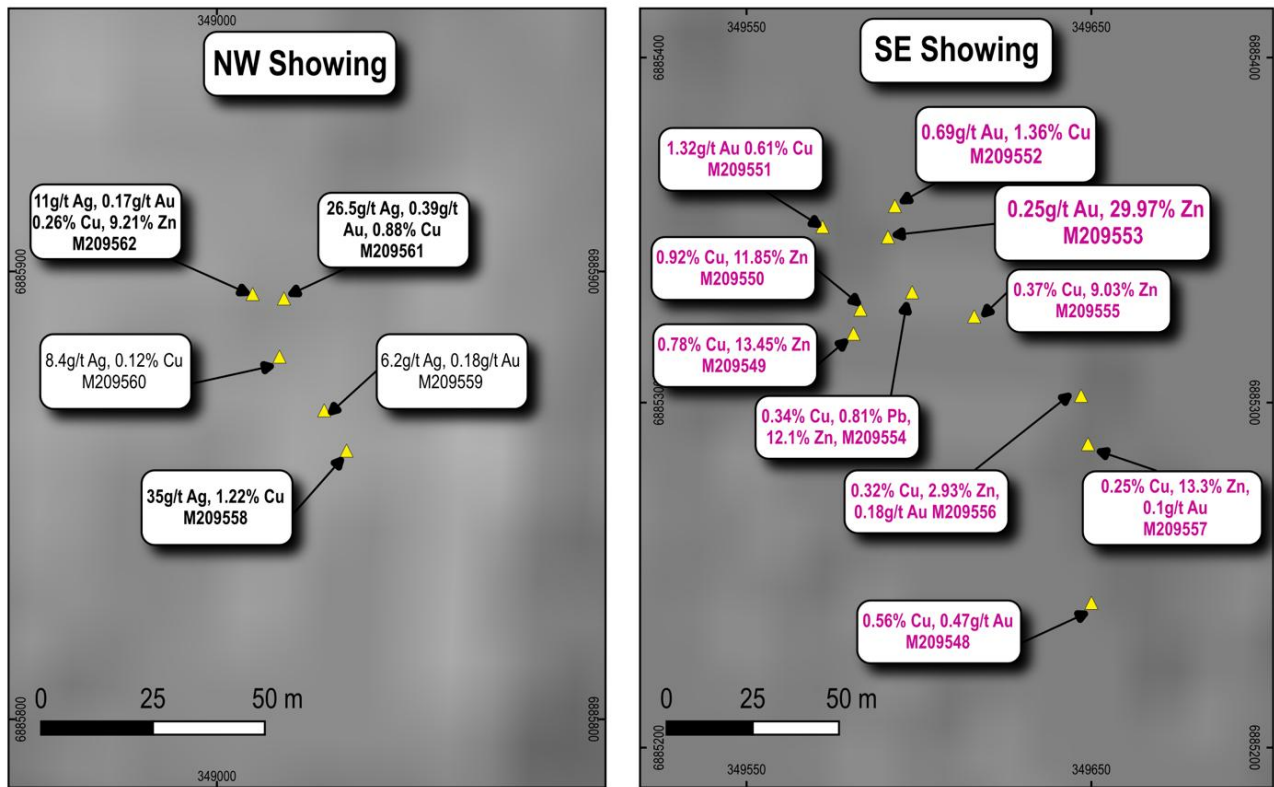 349000
NW Showing
11g/t Ag, 0.17g/t Au
0.26% Cu, 9.21% Zn
M209562
26.5g/t Ag, 0.39g/t
Au, 0.88% Cu
M209561
6885900
6885900
8.4g/t Ag, 0.12% Cu
M209560
6.2g/t Ag, 0.18g/t Au
M209559
35g/t Ag, 1.22% Cu
M209558
0 25 50 m
6885800
6885800
349000
349550 349650
SE Showing
6885400
6885400
0.69g/t Au, 1.36% Cu
M209552
1.32g/t Au 0.61% Cu
M209551
0.25g/t Au, 29.97% Zn
M209553
0.92% Cu, 11.85% Zn
M209550
0.37% Cu, 9.03% Zn
M209555
0.78% Cu, 13.45% Zn
M209549
6885300
6885300
0.34% Cu, 0.81% Pb,
12.1% Zn, M209554
0.32% Cu, 2.93% Zn,
0.18g/t Au M209556
0.25% Cu, 13.3% Zn,
0.1g/t Au
M209557
0.56% Cu, 0.47g/t Au
M209548
0 25 50 m
6885200
6885200
349550 349650